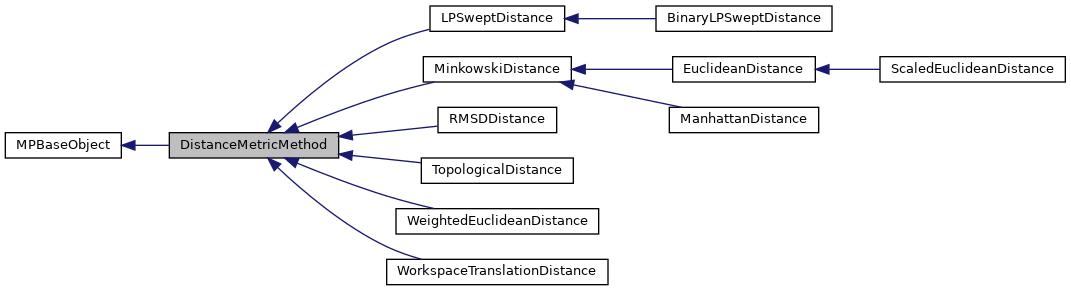 LPSweptDistance
BinaryLPSweptDistance
MinkowskiDistance
EuclideanDistance
ScaledEuclideanDistance
RMSDDistance
ManhattanDistance
MPBaseObject
DistanceMetricMethod
TopologicalDistance
WeightedEuclideanDistance
WorkspaceTranslationDistance